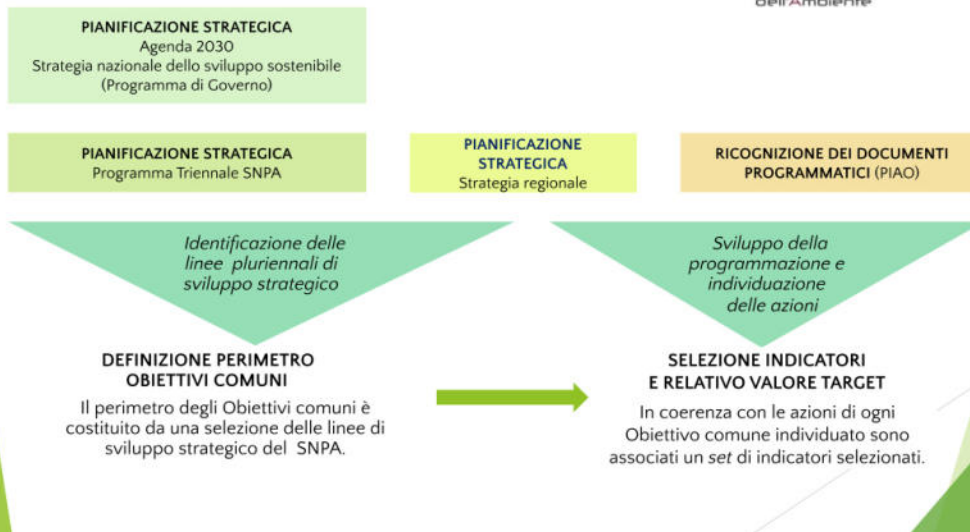 dell'Ambiente
PIANIFICAZIONE STRATEGICA
Agenda 2030
Strategia nazionale dello sviluppo sostenibile
(Programma di Governo)
PIANIFICAZIONE STRATEGICA
Programma Triennale SNPA
PIANIFICAZIONE
STRATEGICA
Strategia regionale
RICOGNIZIONE DEI DOCUMENTI
PROGRAMMATICI (PIAO)
Identificazione delle
linee pluriennali di
sviluppo strategico
Sviluppo della
programmazione e
individuazione
delle azioni
DEFINIZIONE PERIMETRO
OBIETTIVI COMUNI
Il perimetro degli Obiettivi comuni è
costituito da una selezione delle linee di
sviluppo strategico del SNPA.
SELEZIONE INDICATORI
E RELATIVO VALORE TARGET
In coerenza con le azioni di ogni
Obiettivo comune individuato sono
associati un set di indicatori selezionati.